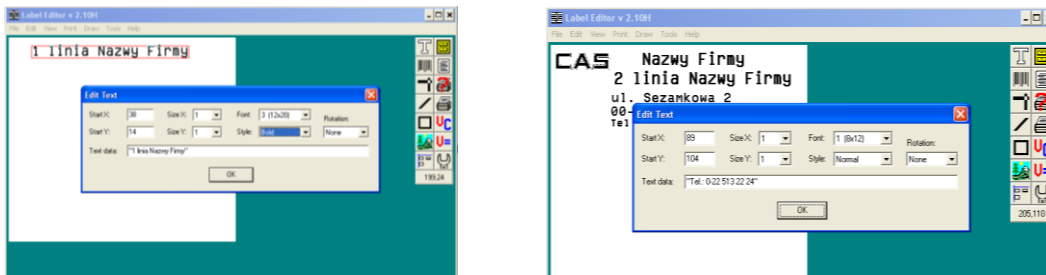 Label Editor v 2.10H
File Edit View Print Draw Tools Help
1 linia Nazwy Firmy
Edit Text
Start X: 38 Size X: 1 Font: 3 (12x20) Rotation:
Start Y: 14 Size Y: 1 Style: Bold None
Text data: "1 linia Nazwy Firmy"
OK
199,24
Label Editor v 2.10H
File Edit View Print Draw Tools Help
CAS Nazwy Firmy
2 linia Nazwy Firmy
ul. Sezamkowa 2
00-
Tel
Edit Text
Start X: 89 Size X: 1 Font: 1 (8x12) Rotation:
Start Y: 104 Size Y: 1 Style: Normal None
Text data: "Tel.: 0-22 513 22 24"
OK
205,110